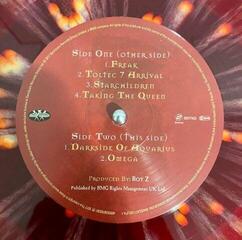 Side One (other side)
1.Freak
2.Toltec 7 Arrival
3.Starchildren
4.Taking The Queen
Side Two (this side)
1.Darkside Of Aquarius
2.Omega
Produced by: Roy Z
Published by BMG Rights Management UK Ltd.